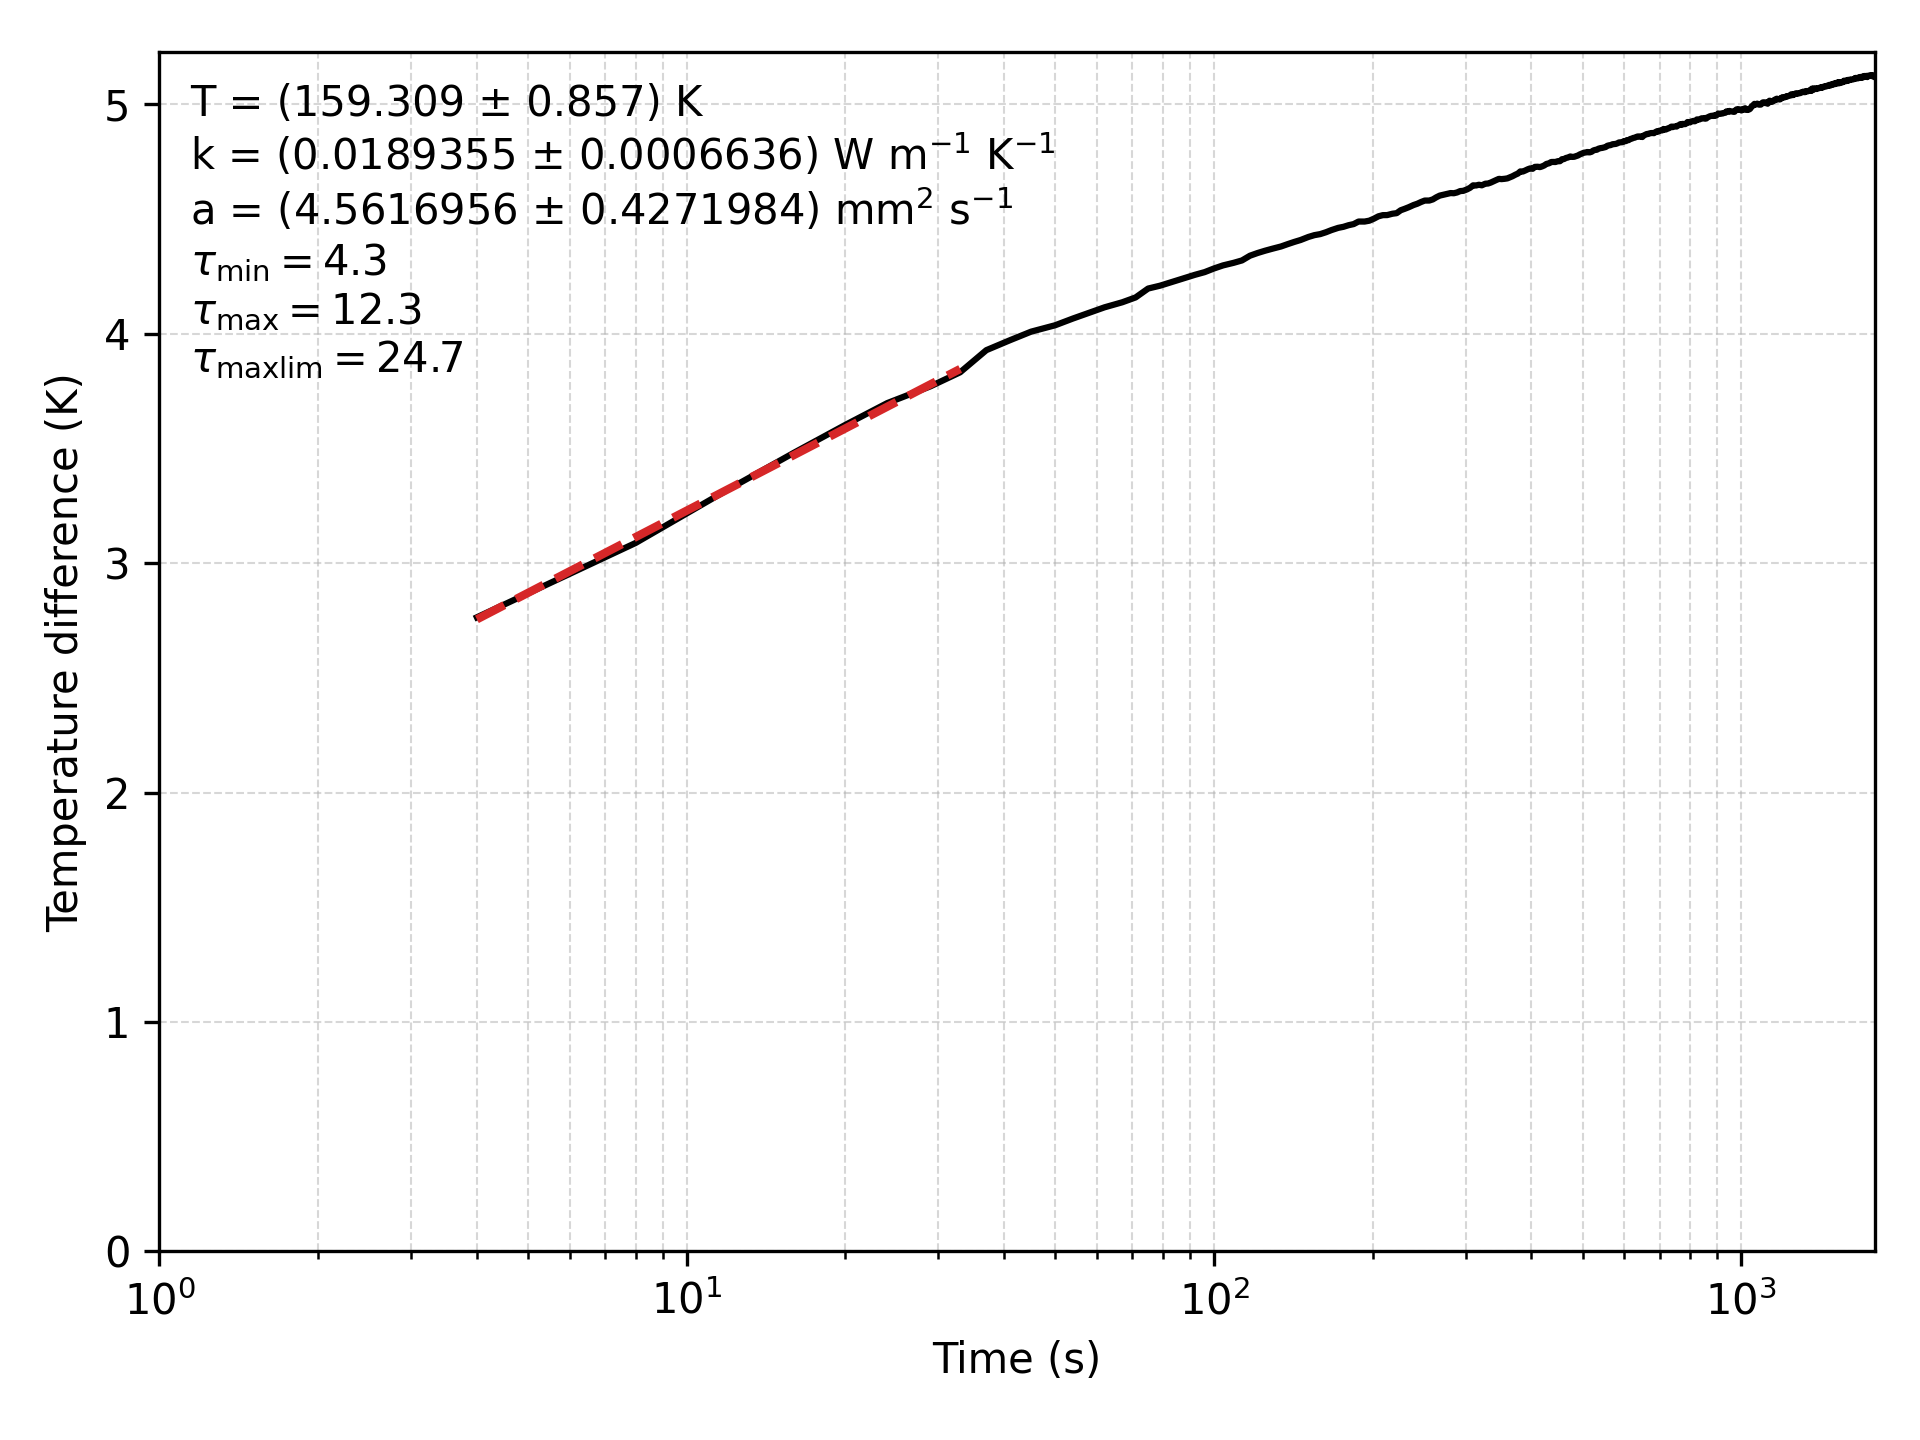 T = (159.309 ± 0.857) K
k = (0.0189355 ± 0.0006636) W m⁻¹ K⁻¹
a = (4.5616956 ± 0.4271984) mm² s⁻¹
τmin = 4.3
τmax = 12.3
τmaxlim = 24.7
Temperature difference (K)
5
4
3
2
1
0
10⁰ 10¹ 10² 10³
Time (s)